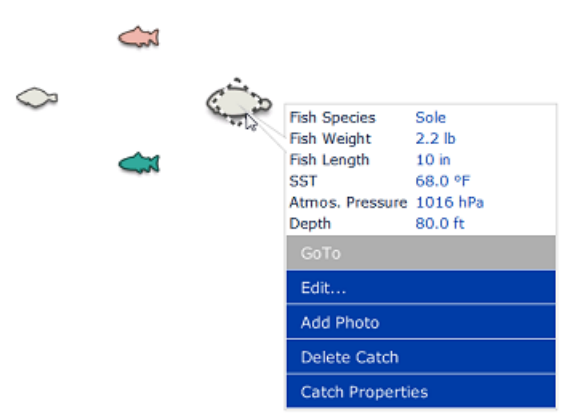 Fish Species Sole
Fish Weight 2.2 lb
Fish Length 10 in
SST 68.0 ºF
Atmos. Pressure 1016 hPa
Depth 80.0 ft
GoTo
Edit...
Add Photo
Delete Catch
Catch Properties